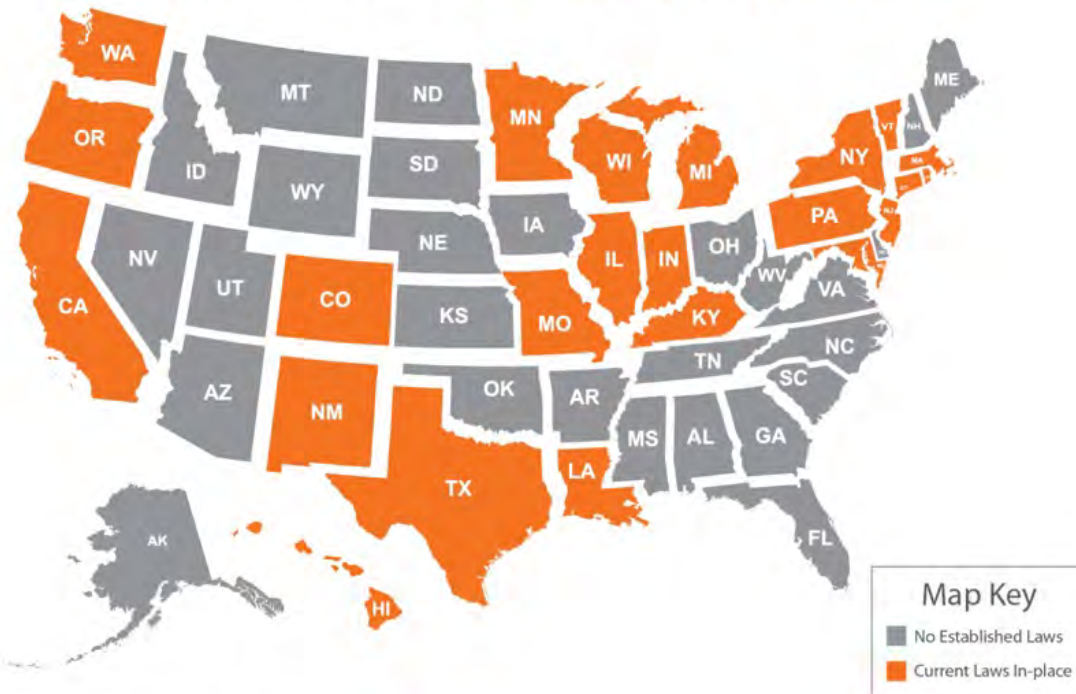 WA
MT
ND
MN
ME
OR
ID
SD
WI
MI
VT
NH
NY
MA
WY
IA
PA
NE
OH
NJ
NV
UT
CO
IL
IN
WV
VA
CA
KS
MO
KY
NC
TN
AZ
NM
OK
AR
SC
MS
AL
GA
TX
LA
AK
FL
HI
Map Key
No Established Laws
Current Laws In-place